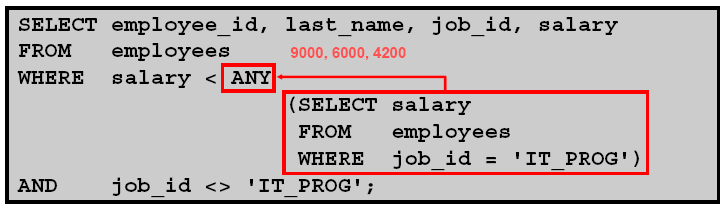 SELECT employee_id, last_name, job_id, salary
FROM employees 9000, 6000, 4200
WHERE salary < ANY
(SELECT salary
FROM employees
WHERE job_id = 'IT_PROG')
AND job_id <> 'IT_PROG';